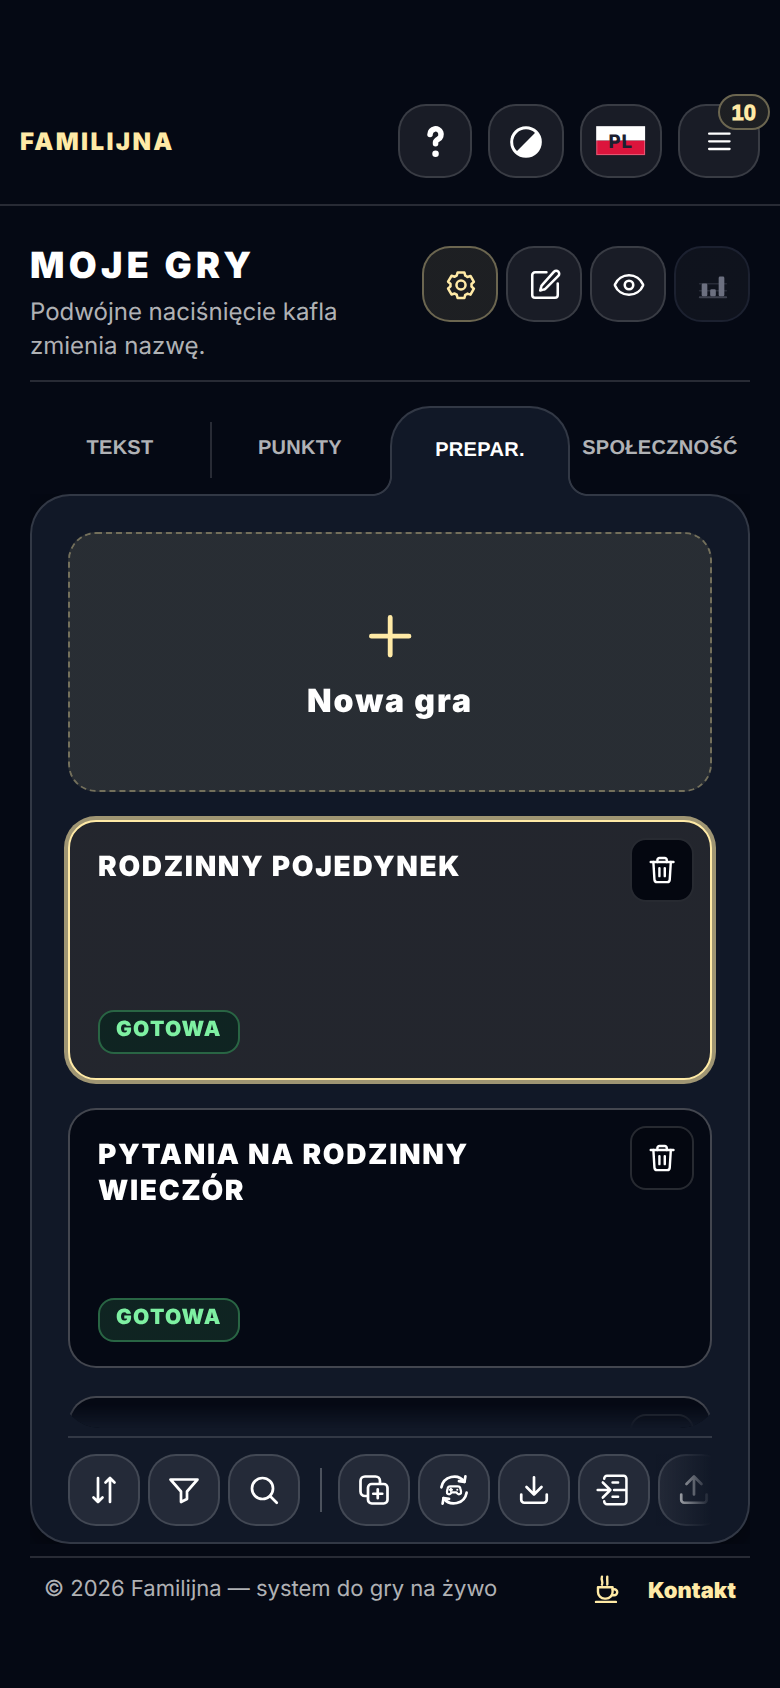 FAMILIJNA
?
PL
10
MOJE GRY
Podwójne naciśnięcie kafla
zmienia nazwę.
TEKST
PUNKTY
PREPAR.
SPOŁECZNOŚĆ
Nowa gra
RODZINNY POJEDYNEK
GOTOWA
PYTANIA NA RODZINNY
WIECZÓR
GOTOWA
© 2026 Familijna — system do gry na żywo
Kontakt